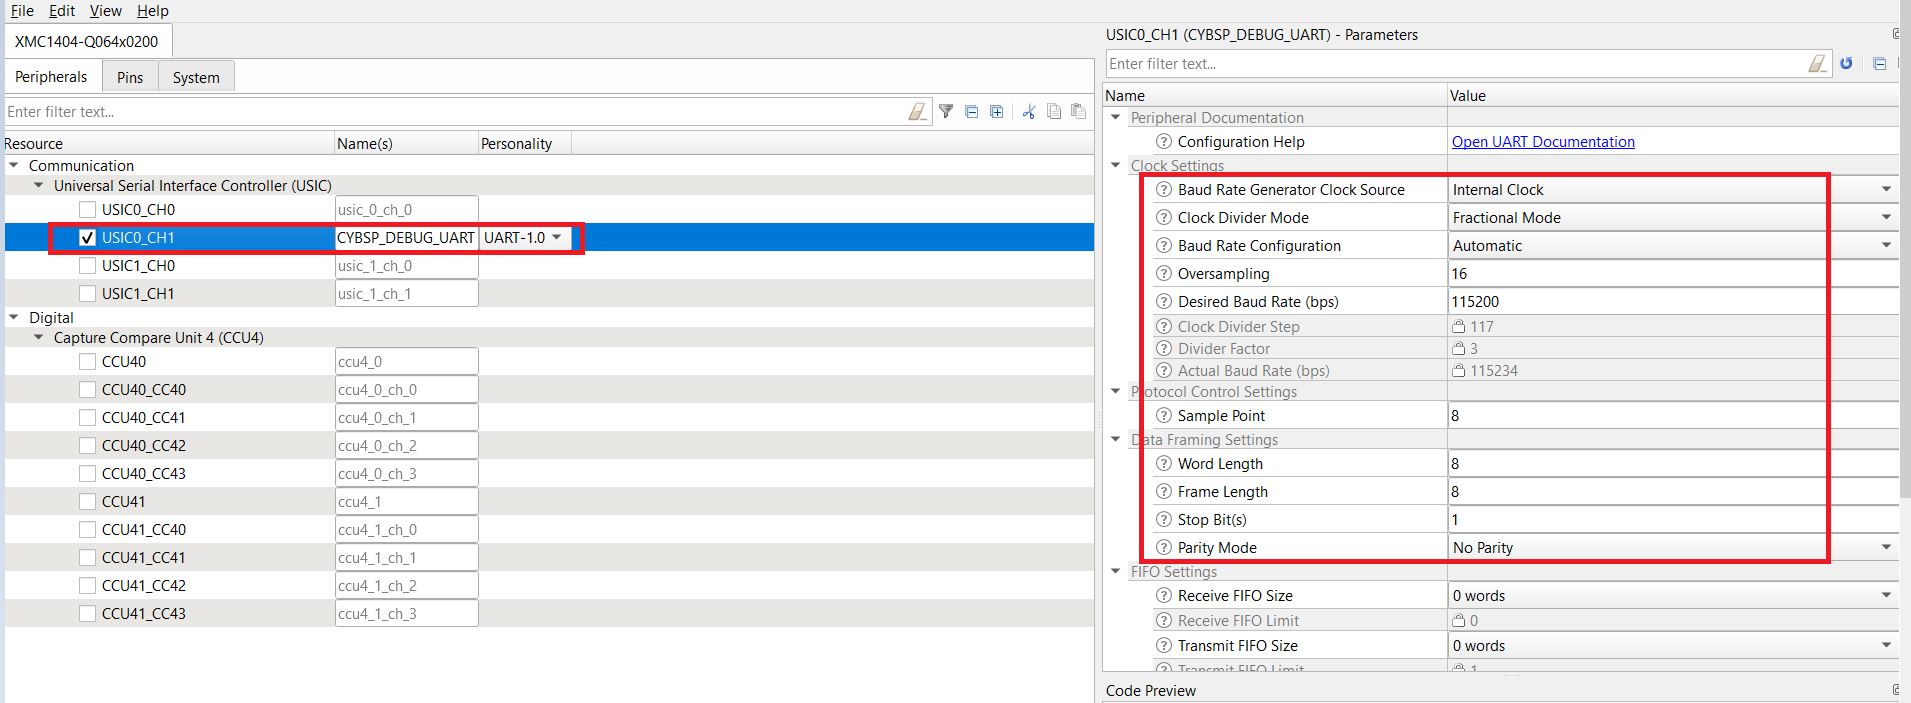 File Edit View Help
XMC1404-Q064x0200
Peripherals Pins System
Enter filter text...
Resource Name(s) Personality
Communication
Universal Serial Interface Controller (USIC)
USIC0_CH0 usic_0_ch_0
USIC0_CH1 CYBSP_DEBUG_UART UART-1.0
USIC1_CH0 usic_1_ch_0
USIC1_CH1 usic_1_ch_1
Digital
Capture Compare Unit 4 (CCU4)
CCU40 ccu4_0
CCU40_CC40 ccu4_0_ch_0
CCU40_CC41 ccu4_0_ch_1
CCU40_CC42 ccu4_0_ch_2
CCU40_CC43 ccu4_0_ch_3
CCU41 ccu4_1
CCU41_CC40 ccu4_1_ch_0
CCU41_CC41 ccu4_1_ch_1
CCU41_CC42 ccu4_1_ch_2
CCU41_CC43 ccu4_1_ch_3
USIC0_CH1 (CYBSP_DEBUG_UART) - Parameters
Enter filter text...
Name Value
Peripheral Documentation
Configuration Help Open UART Documentation
Clock Settings
Baud Rate Generator Clock Source Internal Clock
Clock Divider Mode Fractional Mode
Baud Rate Configuration Automatic
Oversampling 16
Desired Baud Rate (bps) 115200
Clock Divider Step 117
Divider Factor 3
Actual Baud Rate (bps) 115234
Protocol Control Settings
Sample Point 8
Data Framing Settings
Word Length 8
Frame Length 8
Stop Bit(s) 1
Parity Mode No Parity
FIFO Settings
Receive FIFO Size 0 words
Receive FIFO Limit 0
Transmit FIFO Size 0 words
Transmit FIFO Limit 1
Code Preview